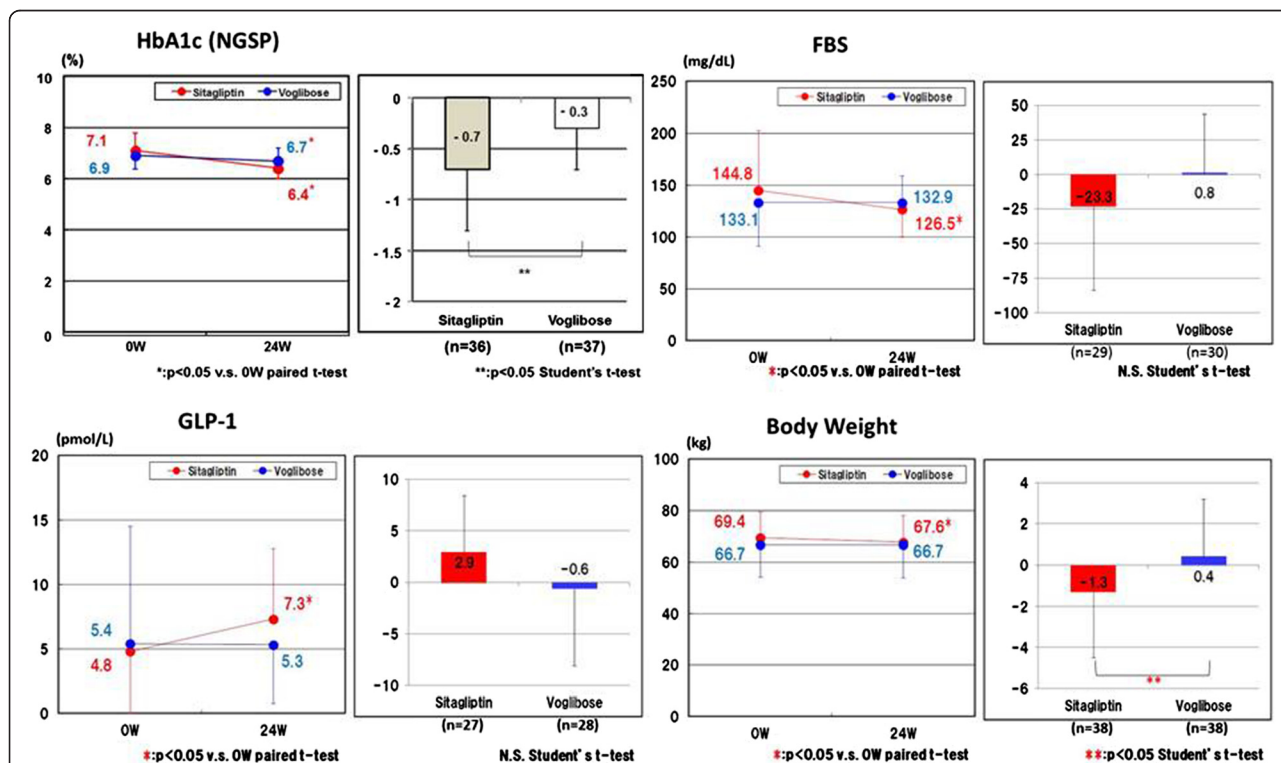 HbA1c (NGSP)
(%)
10
8
6
4
2
0
Sitagliptin Voglibose
7.1
6.9
6.7*
6.4*
0W 24W
*:p<0.05 v.s. 0W paired t-test
0
-0.5
-1
-1.5
-2
-0.7
-0.3
**
Sitagliptin Voglibose
(n=36) (n=37)
**:p<0.05 Student's t-test
FBS
(mg/dL)
250
200
150
100
50
0
Sitagliptin Voglibose
144.8
133.1
132.9
126.5*
0W 24W
*:p<0.05 v.s. 0W paired t-test
50
25
0
-25
-50
-75
-100
-23.3
0.8
Sitagliptin Voglibose
(n=29) (n=30)
N.S. Student's t-test
GLP-1
(pmol/L)
20
15
10
5
0
Sitagliptin Voglibose
5.4
4.8
7.3*
5.3
0W 24W
*:p<0.05 v.s. 0W paired t-test
10
5
0
-5
-10
2.9
-0.6
Sitagliptin Voglibose
(n=27) (n=28)
N.S. Student's t-test
Body Weight
(kg)
100
80
60
40
20
0
Sitagliptin Voglibose
69.4
66.7
67.6*
66.7
0W 24W
*:p<0.05 v.s. 0W paired t-test
4
2
0
-2
-4
-6
-1.3
0.4
**
Sitagliptin Voglibose
(n=38) (n=38)
**:p<0.05 Student's t-test